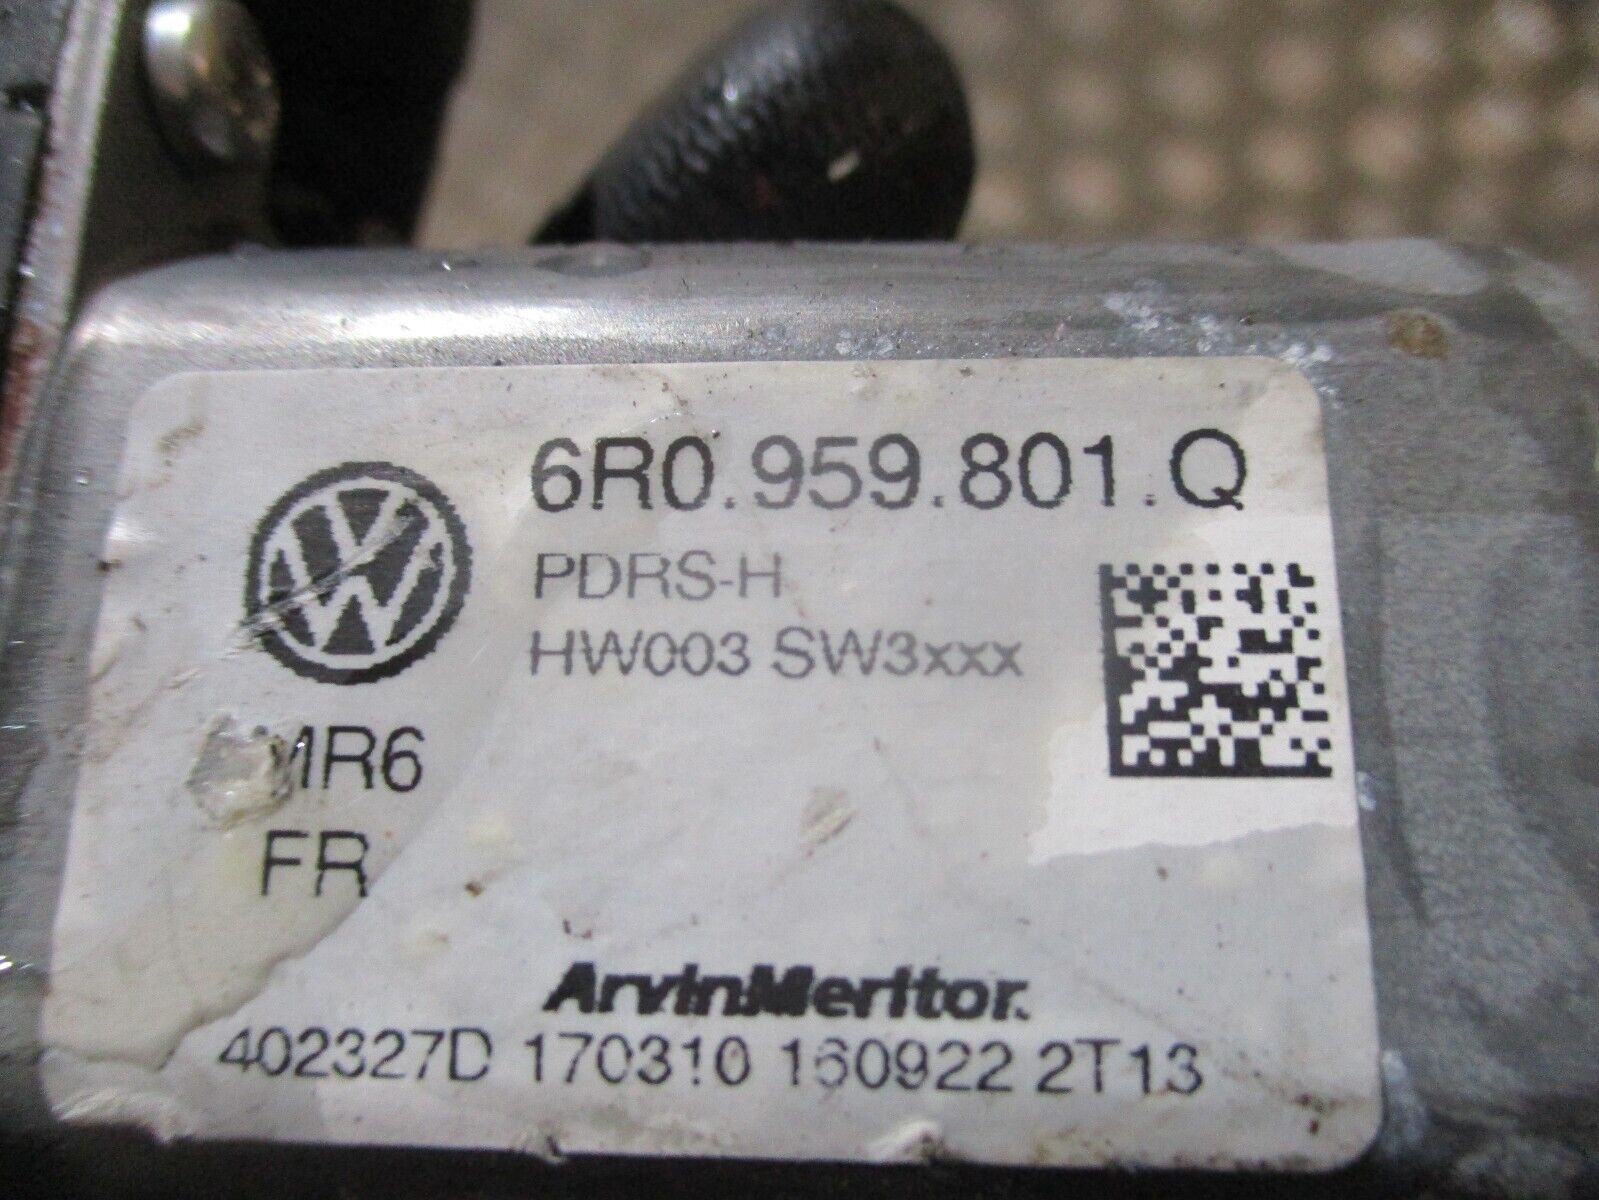 6R0.959.801.Q
PDRS-H
HW003 SW3xxx
MR6
FR
ArvinMeritor.
402327D 170310 160922 2T13